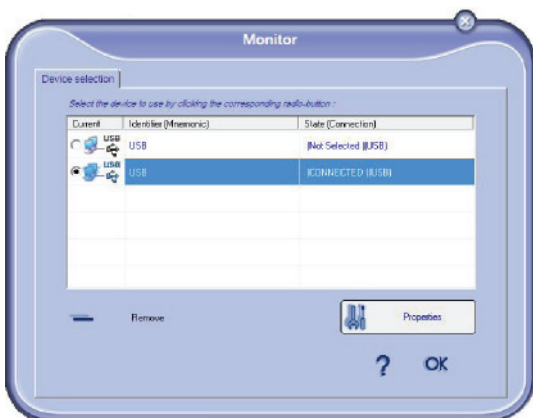 Monitor
Device selection
Select the device to use by clicking the corresponding radio-button :
Current Identifier (Mnemonic) State (Connection)
USB USB (Not Selected )(USB)
USB USB (CONNECTED )(USB)
Remove Properties
? OK